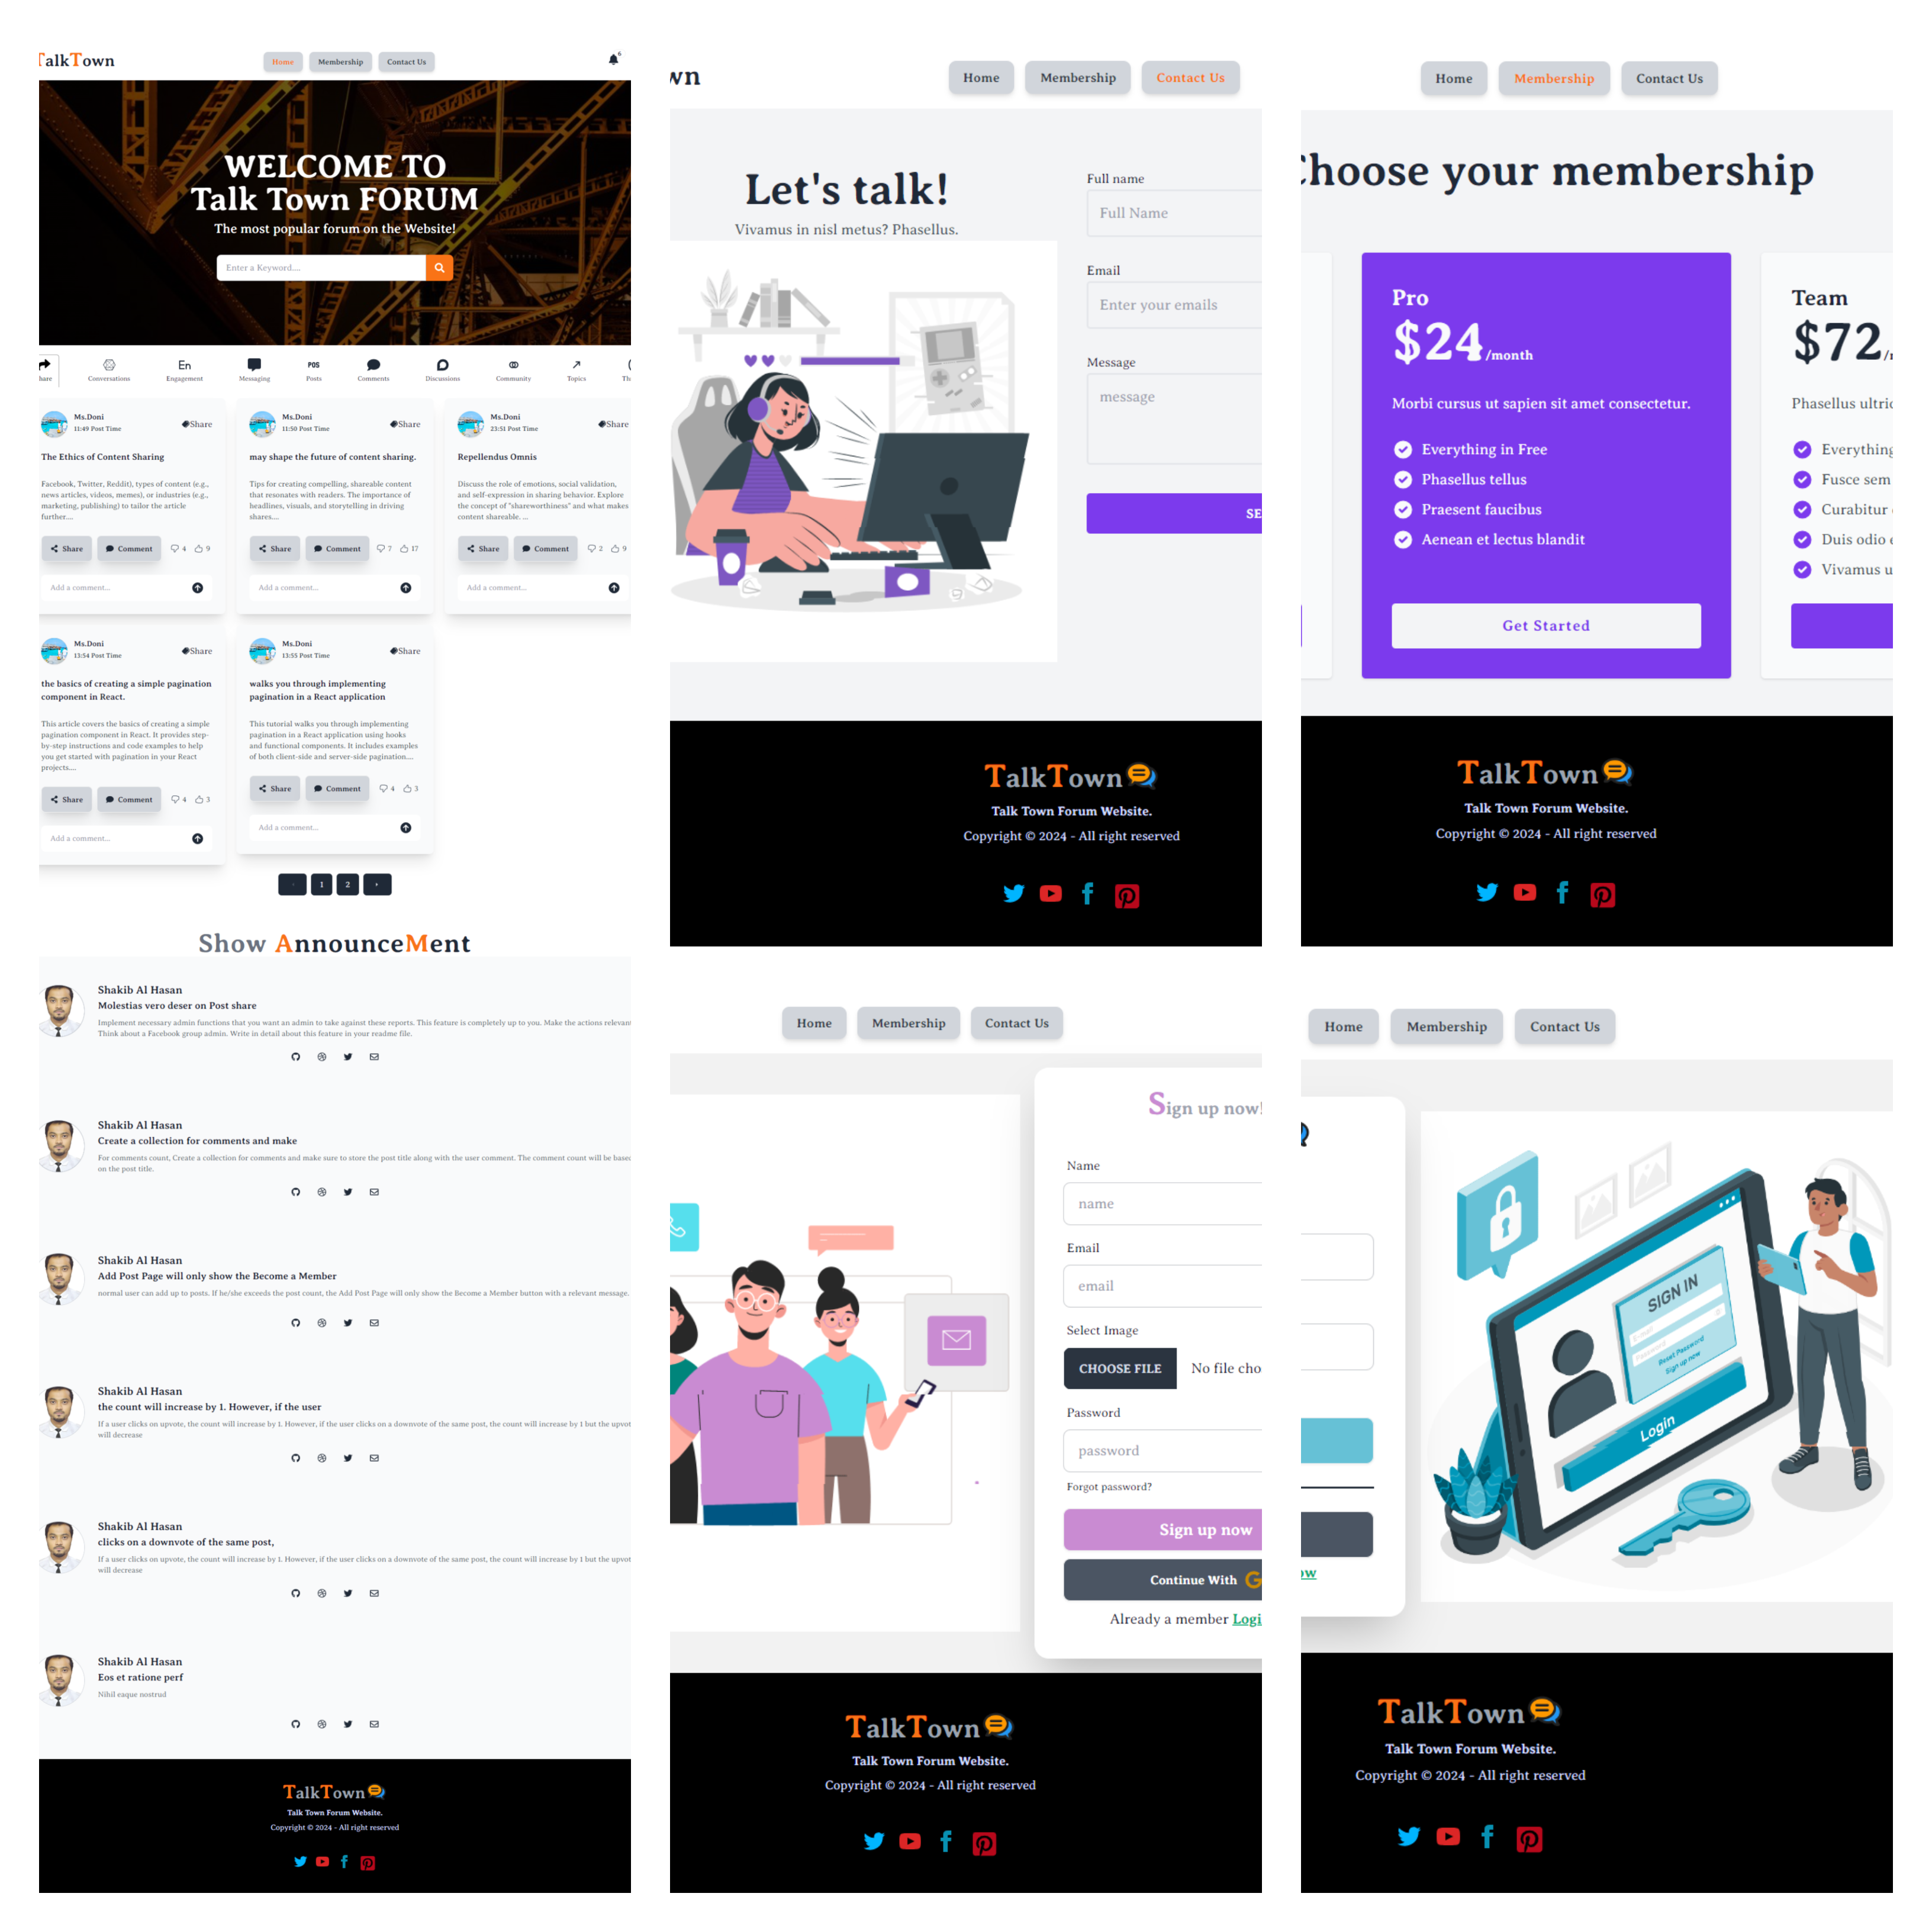 TalkTown
Home Membership Contact Us
6
WELCOME TO
Talk Town FORUM
The most popular forum on the Website!
Enter a Keyword....
hare Conversations En Engagement Messaging POS Posts Comments Discussions Community Topics
Ms.Doni
11:49 Post Time
Share
The Ethics of Content Sharing
Facebook, Twitter, Reddit), types of content (e.g.,
news articles, videos, memes), or industries (e.g.,
marketing, publishing) to tailor the article
further....
Share Comment 4 9
Add a comment...
Ms.Doni
11:50 Post Time
Share
may shape the future of content sharing.
Tips for creating compelling, shareable content
that resonates with readers. The importance of
headlines, visuals, and storytelling in driving
shares....
Share Comment 7 17
Add a comment...
Ms.Doni
23:51 Post Time
Share
Repellendus Omnis
Discuss the role of emotions, social validation,
and self-expression in sharing behavior. Explore
the concept of "shareworthiness" and what makes
content shareable. ...
Share Comment 2 9
Add a comment...
Ms.Doni
13:54 Post Time
Share
the basics of creating a simple pagination
component in React.
This article covers the basics of creating a simple
pagination component in React. It provides step-
by-step instructions and code examples to help
you get started with pagination in your React
projects....
Share Comment 4 3
Add a comment...
Ms.Doni
13:55 Post Time
Share
walks you through implementing
pagination in a React application
This tutorial walks you through implementing
pagination in a React application using hooks
and functional components. It includes examples
of both client-side and server-side pagination....
Share Comment 4 3
Add a comment...
1 2
Show AnnounceMent
Shakib Al Hasan
Molestias vero deser on Post share
Implement necessary admin functions that you want an admin to take against these reports. This feature is completely up to you. Make the actions relevan
Think about a Facebook group admin. Write in detail about this feature in your readme file.
Shakib Al Hasan
Create a collection for comments and make
For comments count, Create a collection for comments and make sure to store the post title along with the user comment. The comment count will be base
on the post title.
Shakib Al Hasan
Add Post Page will only show the Become a Member
normal user can add up to posts. If he/she exceeds the post count, the Add Post Page will only show the Become a Member button with a relevant message.
Shakib Al Hasan
the count will increase by 1. However, if the user
If a user clicks on upvote, the count will increase by 1. However, if the user clicks on a downvote of the same post, the count will increase by 1 but the upvot
will decrease
Shakib Al Hasan
clicks on a downvote of the same post,
If a user clicks on upvote, the count will increase by 1. However, if the user clicks on a downvote of the same post, the count will increase by 1 but the upvot
will decrease
Shakib Al Hasan
Eos et ratione perf
Nihil eaque nostrud
TalkTown
Talk Town Forum Website.
Copyright © 2024 - All right reserved
wn
Home Membership Contact Us
Let's talk!
Vivamus in nisl metus? Phasellus.
Full name
Full Name
Email
Enter your emails
Message
message
SE
TalkTown
Talk Town Forum Website.
Copyright © 2024 - All right reserved
Home Membership Contact Us
Choose your membership
Pro
$24/month
Morbi cursus ut sapien sit amet consectetur.
Everything in Free
Phasellus tellus
Praesent faucibus
Aenean et lectus blandit
Get Started
Team
$72/
Phasellus ultric
Everything
Fusce sem
Curabitur
Duis odio
Vivamus u
TalkTown
Talk Town Forum Website.
Copyright © 2024 - All right reserved
Home Membership Contact Us
Sign up now!
Name
name
Email
email
Select Image
CHOOSE FILE No file cho
Password
password
Forgot password?
Sign up now
Continue With G
Already a member Logi
TalkTown
Talk Town Forum Website.
Copyright © 2024 - All right reserved
Home Membership Contact Us
ow
SIGN IN
E-mail
Password
Reset Password
Sign up now
Login
TalkTown
Talk Town Forum Website.
Copyright © 2024 - All right reserved